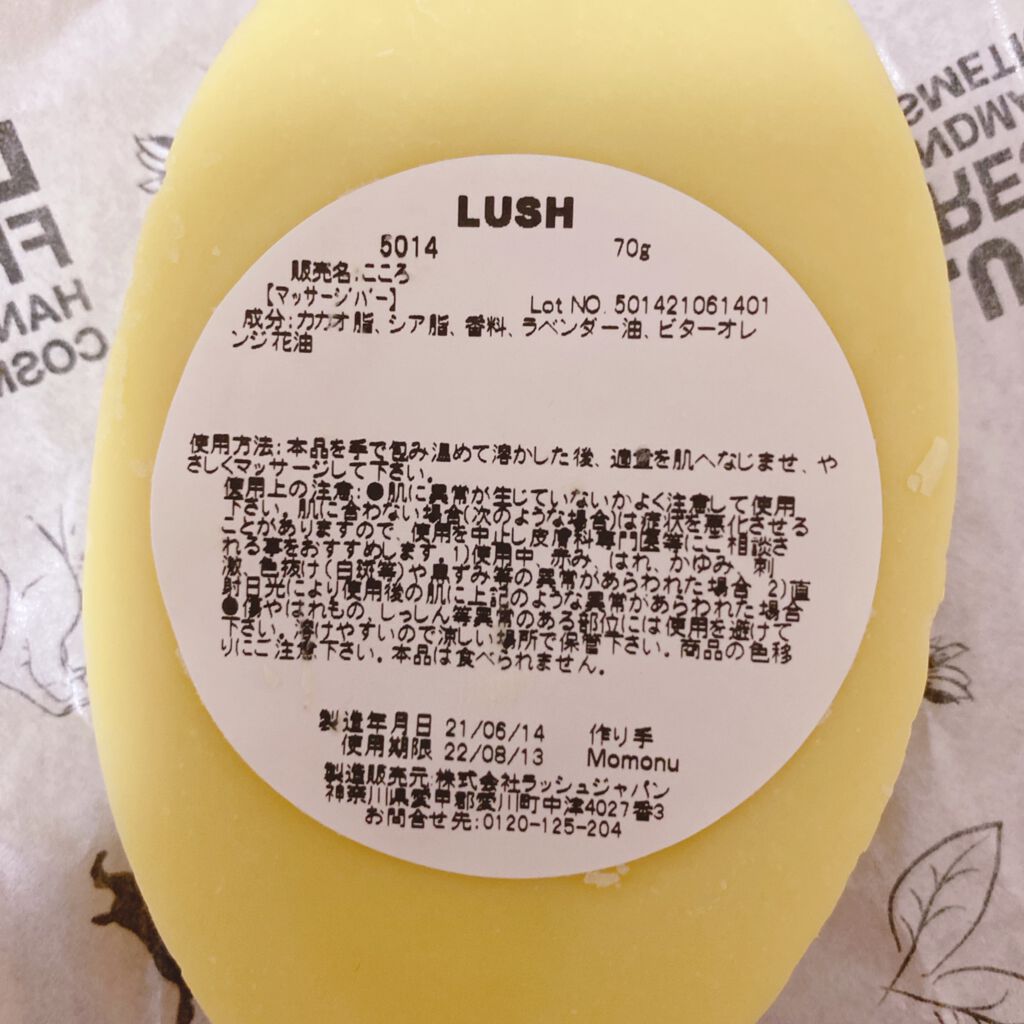 LUSH
5014 70g
販売名:こころ
【マッサージバー】
Lot NO. 501421061401
成分:カカオ脂、シア脂、香料、ラベンダー油、ビターオレ
ンジ花油
使用方法:本品を手で包み温めて溶かした後、適量を肌へなじませ、や
さしくマッサージして下さい。
使用上の注意:●肌に異常が生じていないかよく注意して使用
下さい。肌に合わない場合(次のような場合)は症状を悪化させる
ことがありますので、使用を中止し皮膚科専門医等にご相談さ
れる事をおすすめします。1)使用中、赤み、はれ、かゆみ、刺
激、色抜け(白斑等)や黒ずみ等の異常があらわれた場合 2)直
射日光により使用後の肌に上記のような異常があらわれた場合
●傷やはれもの、しっしん等異常のある部位には使用を避けて
下さい。溶けやすいので涼しい場所で保管下さい。商品の色移
りにご注意下さい。本品は食べられません。
製造年月日 21/06/14 作り手
使用期限 22/08/13 Momonu
製造販売元:株式会社ラッシュジャパン
神奈川県愛甲郡愛川町中津4027番3
お問合せ先:0120-125-204
HAN
COSM